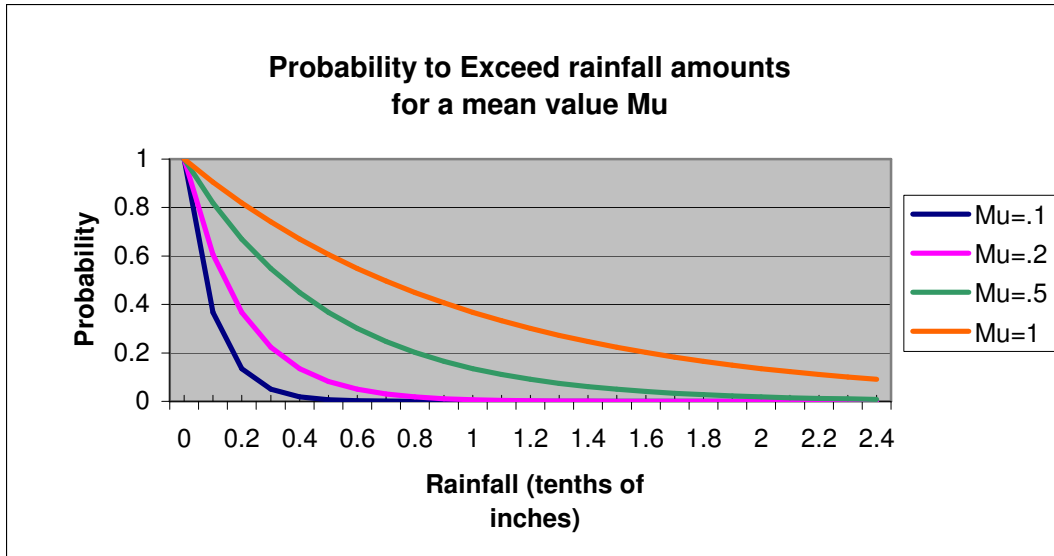 Probability to Exceed rainfall amounts
for a mean value Mu
1
0.8
0.6
0.4
0.2
0
Probability
0 0.2 0.4 0.6 0.8 1 1.2 1.4 1.6 1.8 2 2.2 2.4
Rainfall (tenths of
inches)
Mu=.1
Mu=.2
Mu=.5
Mu=1